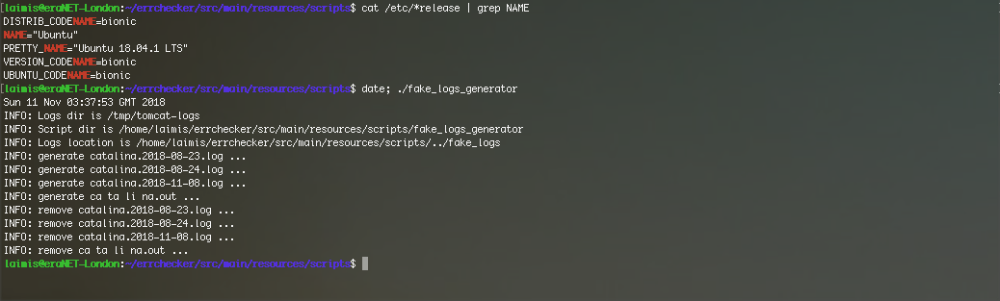 [laimis@eraNET-London:~/errchecker/src/main/resources/scripts$ cat /etc/*release | grep NAME
DISTRIB_CODENAME=bionic
NAME="Ubuntu"
PRETTY_NAME="Ubuntu 18.04.1 LTS"
VERSION_CODENAME=bionic
UBUNTU_CODENAME=bionic
[laimis@eraNET-London:~/errchecker/src/main/resources/scripts$ date; ./fake_logs_generator
Sun 11 Nov 03:37:53 GMT 2018
INFO: Logs dir is /tmp/tomcat-logs
INFO: Script dir is /home/laimis/errchecker/src/main/resources/scripts/fake_logs_generator
INFO: Logs location is /home/laimis/errchecker/src/main/resources/scripts/../fake_logs
INFO: generate catalina.2018-08-23.log ...
INFO: generate catalina.2018-08-24.log ...
INFO: generate catalina.2018-11-08.log ...
INFO: generate ca ta li na.out ...
INFO: remove catalina.2018-08-23.log ...
INFO: remove catalina.2018-08-24.log ...
INFO: remove catalina.2018-11-08.log ...
INFO: remove ca ta li na.out ...
laimis@eraNET-London:~/errchecker/src/main/resources/scripts$